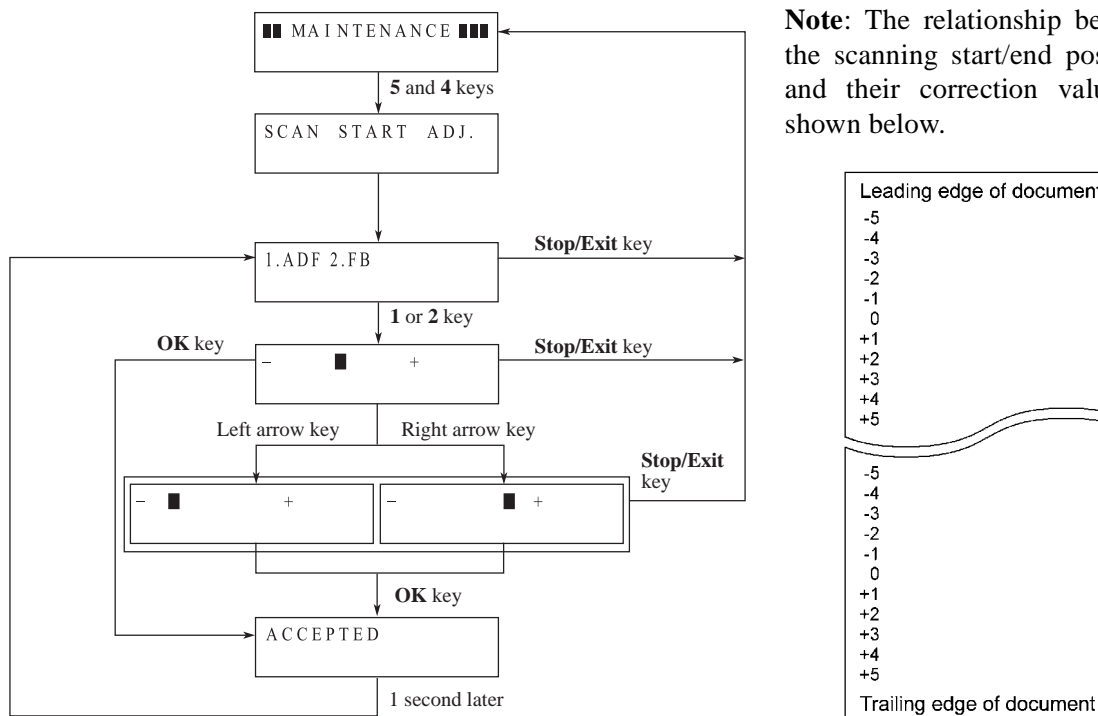 ■■ MAINTENANCE ■■■
5 and 4 keys
SCAN START ADJ.
1.ADF 2.FB
Stop/Exit key
1 or 2 key
OK key
– ■ +
Stop/Exit key
Left arrow key
Right arrow key
Stop/Exit
key
– ■ +
– ■ +
OK key
ACCEPTED
1 second later
Note: The relationship be
the scanning start/end pos
and their correction valu
shown below.
Leading edge of document
-5
-4
-3
-2
-1
0
+1
+2
+3
+4
+5
-5
-4
-3
-2
-1
0
+1
+2
+3
+4
+5
Trailing edge of document